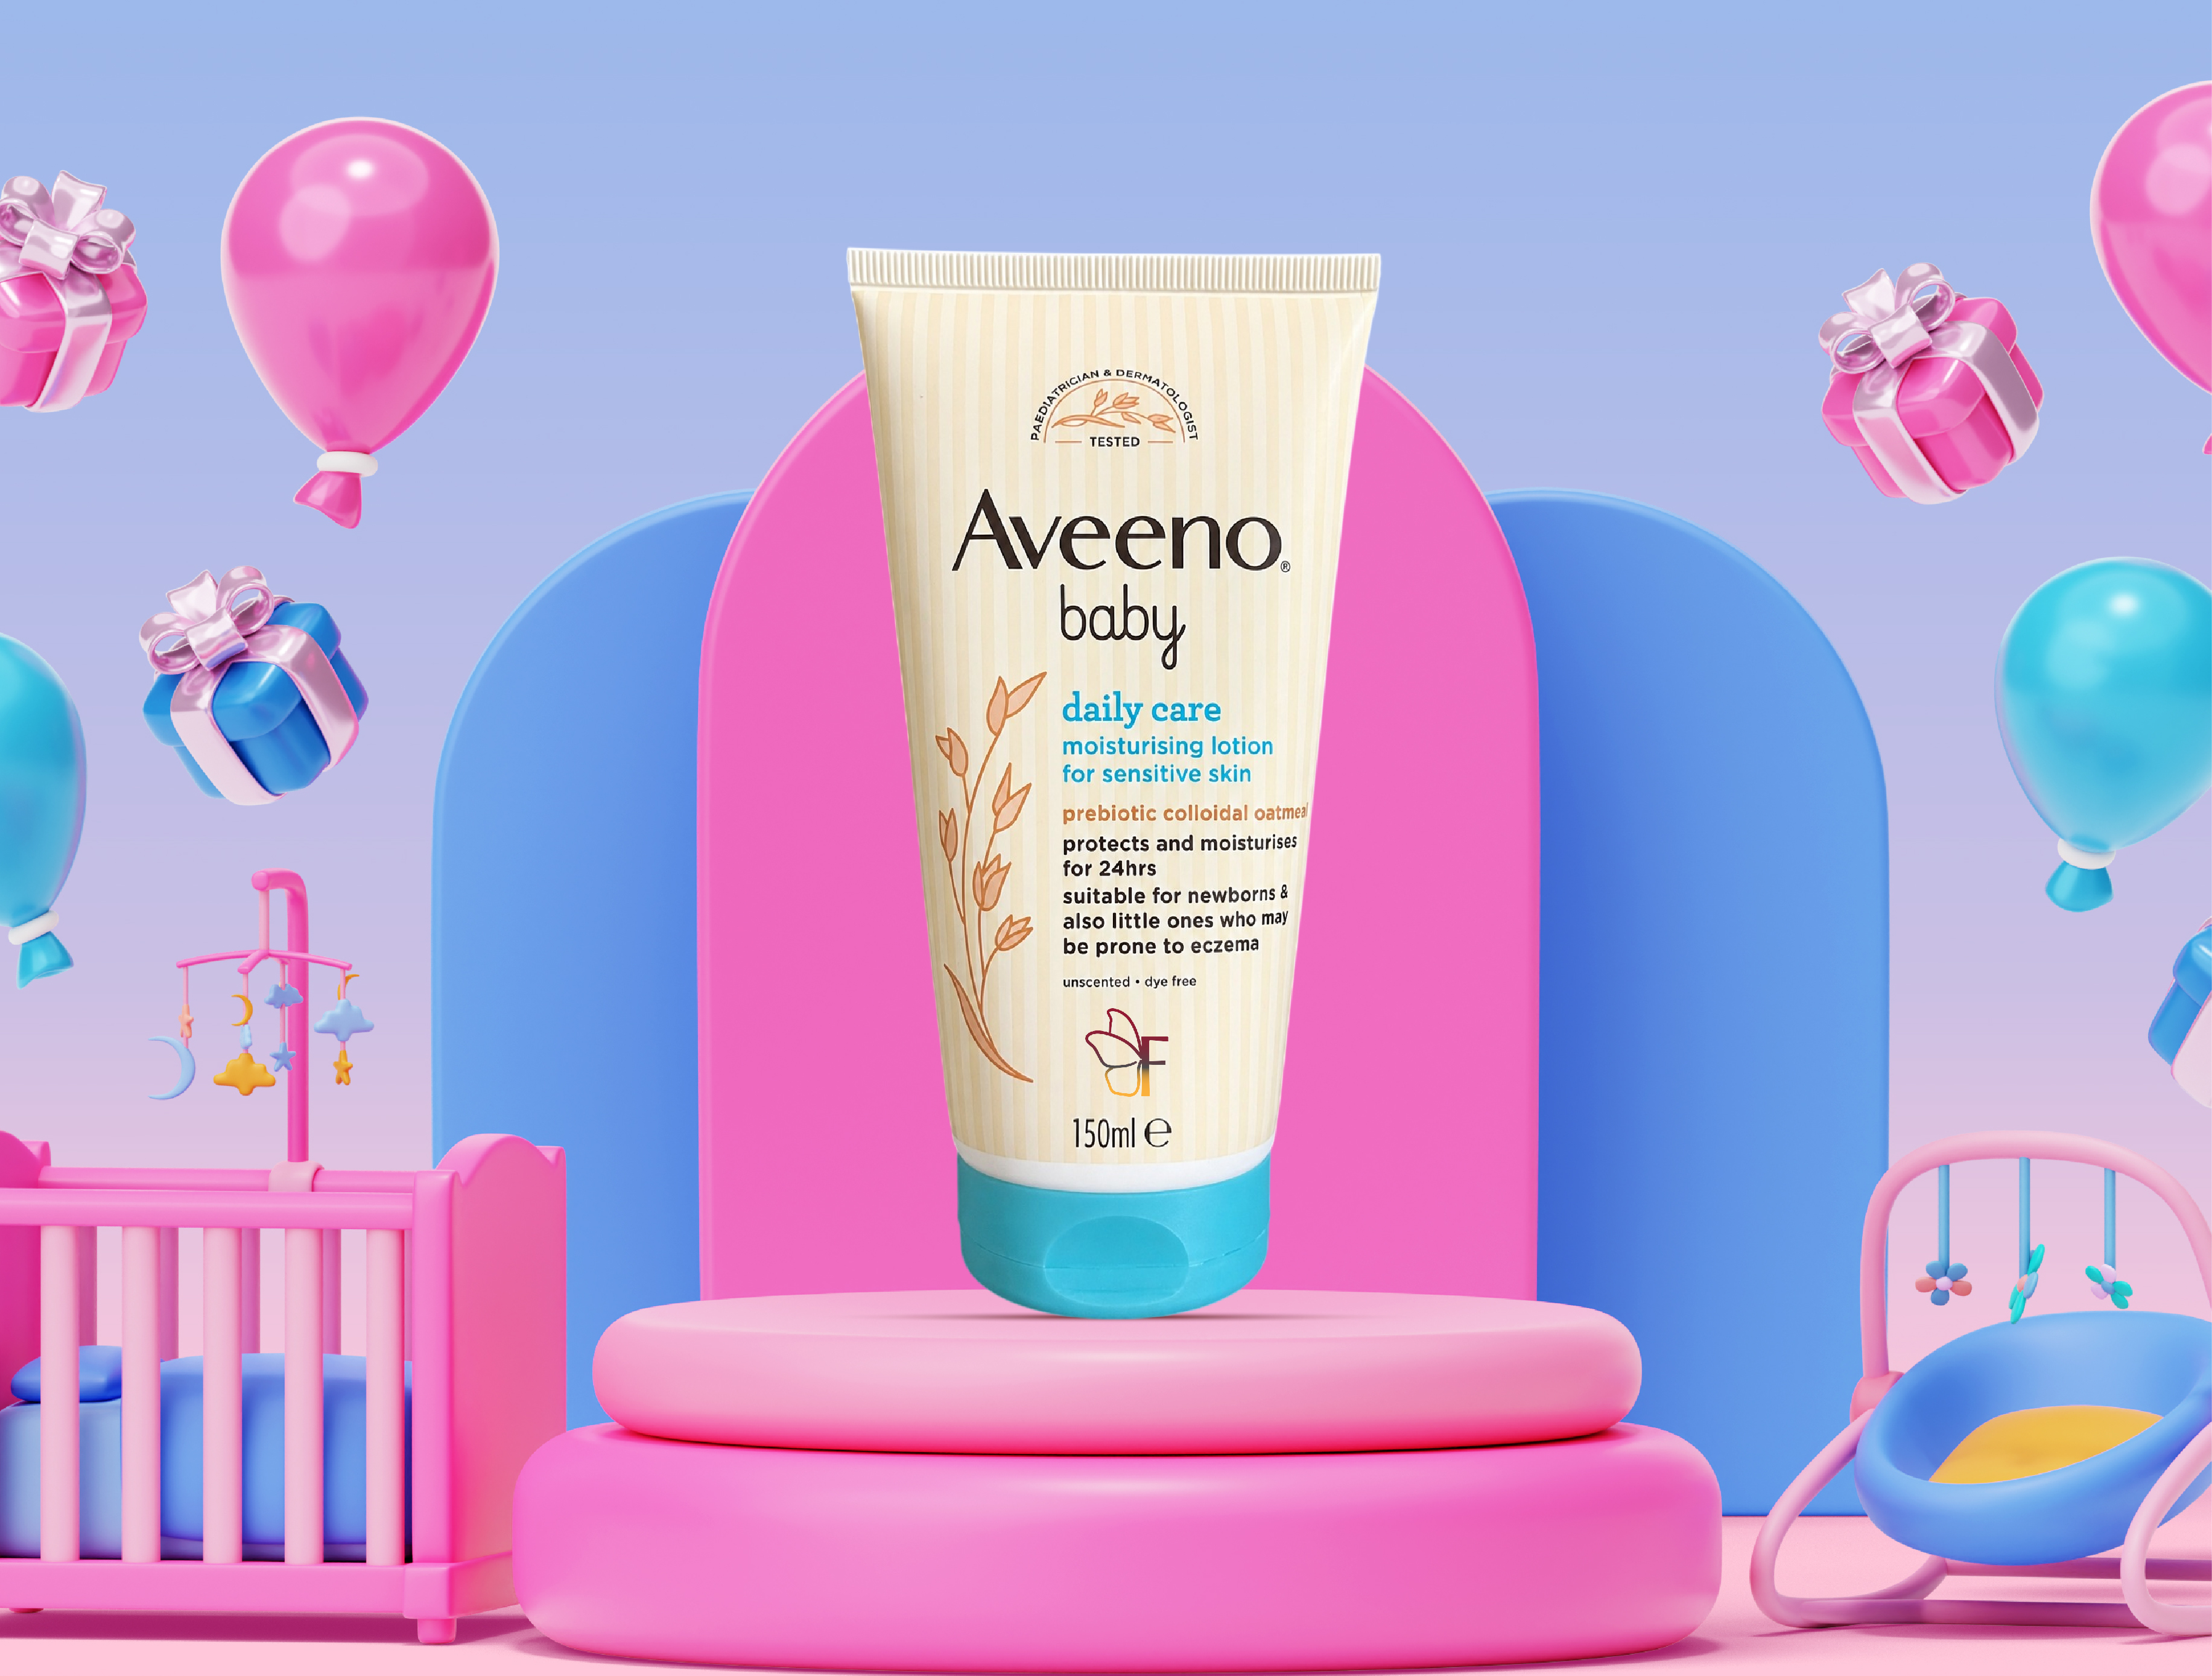 PAEDIATRICIAN & DERMATOLOGIST
TESTED
Aveeno®
baby
daily care
moisturising lotion
for sensitive skin
prebiotic colloidal oatmeal
protects and moisturises
for 24hrs
suitable for newborns &
also little ones who may
be prone to eczema
unscented • dye free
F
150ml ℮